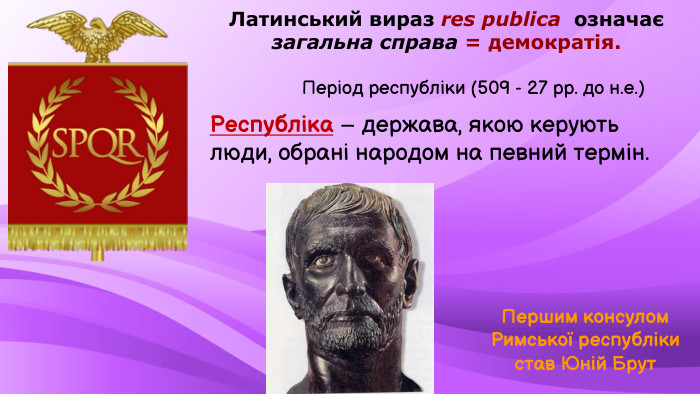 Латинський вираз res publica означає
загальна справа = демократія.
Період республіки (509 - 27 рр. до н.е.)
Республіка – держава, якою керують
люди, обрані народом на певний термін.
SPQR
Першим консулом
Римської республіки
став Юній Брут